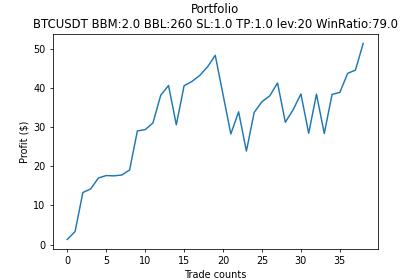 Portfolio
BTCUSDT BBM:2.0 BBL:260 SL:1.0 TP:1.0 lev:20 WinRatio:79.0
50
40
30
20
10
0
Profit ($)
0 5 10 15 20 25 30 35
Trade counts